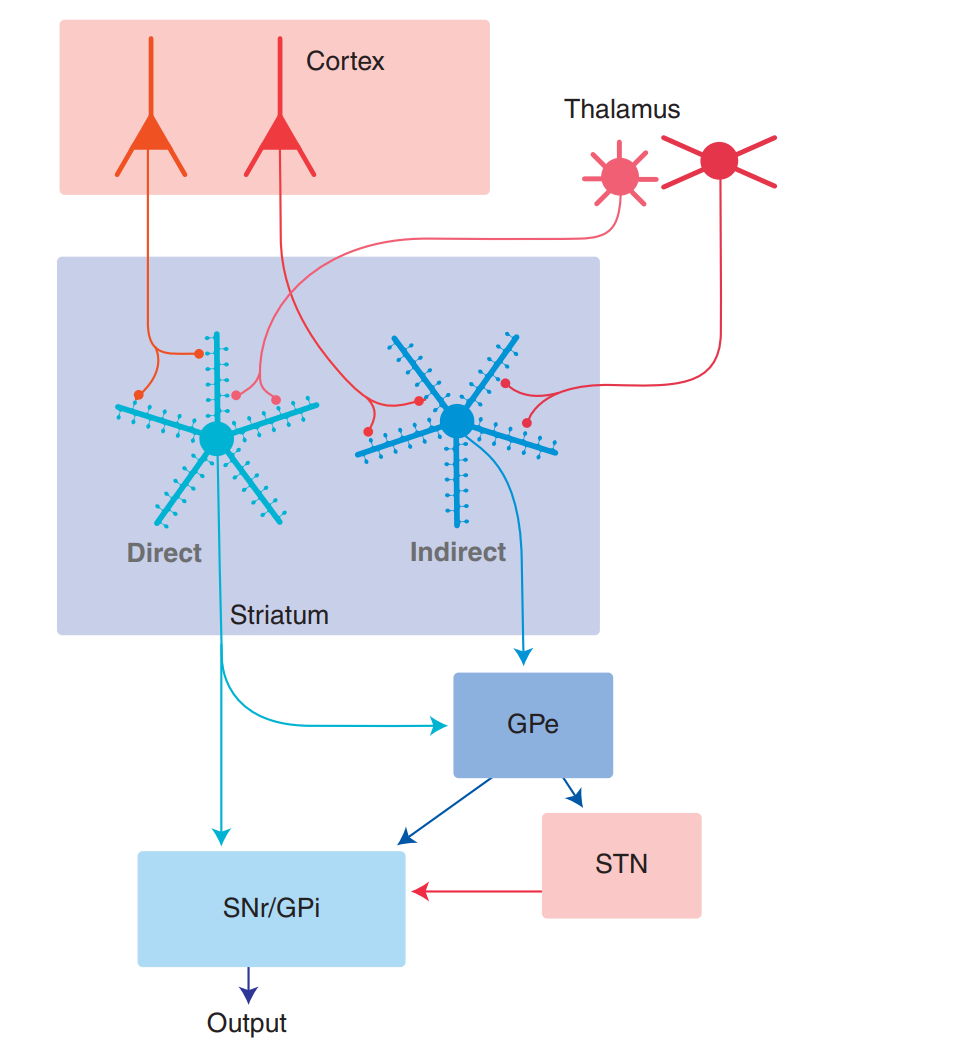 Cortex
Thalamus
Direct
Indirect
Striatum
GPe
STN
SNr/GPi
Output